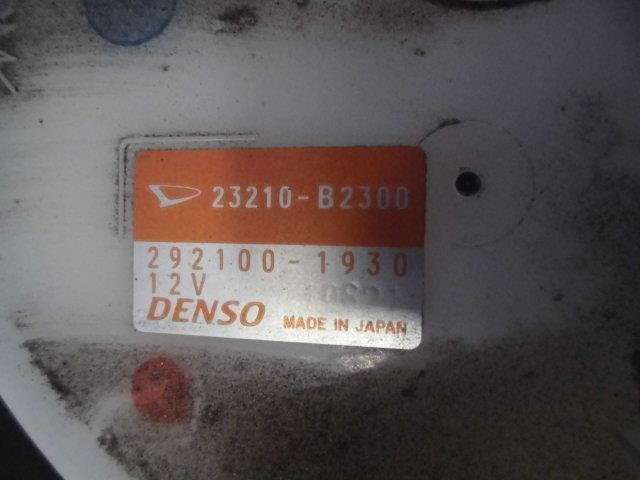 23210-B2300
292100-1930
12V
DENSO MADE IN JAPAN